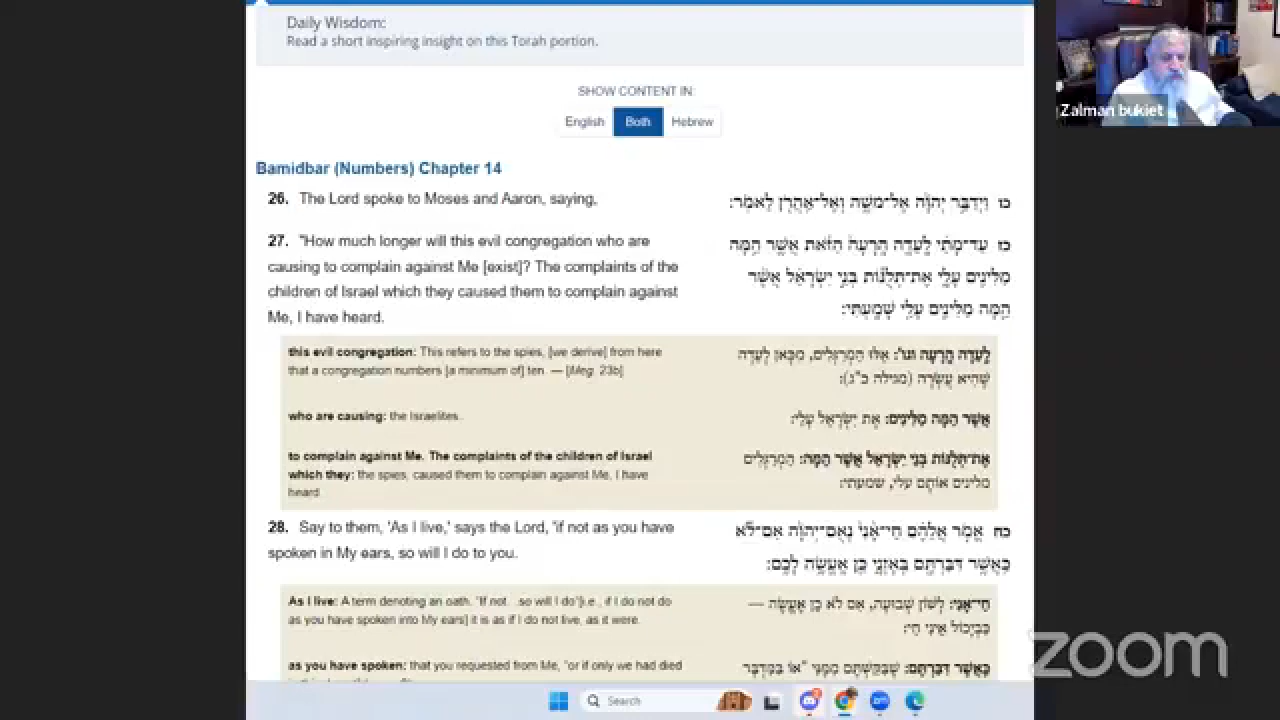 Daily Wisdom:
Read a short inspiring insight on this Torah portion.
Zalman bukiet
SHOW CONTENT IN:
English Both Hebrew
Bamidbar (Numbers) Chapter 14
26. The Lord spoke to Moses and Aaron, saying,
כו וַיְדַבֵּ֣ר יְהֹוָ֔ה אֶל־משֶׁ֥ה וְאֶל־אַֽהֲרֹ֖ן לֵאמֹֽר:
27. "How much longer will this evil congregation who are
causing to complain against Me [exist]? The complaints of the
children of Israel which they caused them to complain against
Me, I have heard.
כז עַד־מָתַ֗י לָֽעֵדָ֤ה הָֽרָעָה֙ הַזֹּ֔את אֲשֶׁ֛ר הֵ֥מָּה
מַלִּינִ֖ים עָלָ֑י אֶת־תְּלֻנּ֞וֹת בְּנֵ֣י יִשְׂרָאֵ֗ל אֲשֶׁ֨ר
הֵ֧מָּה מַלִּינִ֛ים עָלַ֖י שָׁמָֽעְתִּי:
this evil congregation: This refers to the spies, [we derive] from here
that a congregation numbers [a minimum of] ten. — [Meg. 23b]
לָעֵדָה הָרָעָה וגו': אֵלּוּ הַמְרַגְּלִים, מִכָּאן לְעֵדָה
שֶׁהִיא עֲשָׂרָה (מגילה כ"ג):
who are causing: the Israelites.
אֲשֶׁר הֵמָּה מַלִּינִים: אֶת יִשְׂרָאֵל עָלַי:
to complain against Me. The complaints of the children of Israel
which they: the spies, caused them to complain against Me, I have
heard.
אֶת־תְּלֻנּוֹת בְּנֵי יִשְׂרָאֵל אֲשֶׁר הֵמָּה: הַמְרַגְּלִים
מַלִּינִים אוֹתָם עָלַי, שמעתי:
28. Say to them, 'As I live,' says the Lord, 'if not as you have
spoken in My ears, so will I do to you.
כח אֱמֹ֣ר אֲלֵהֶ֗ם חַי־אָ֨נִי֙ נְאֻם־יְהֹוָ֔ה אִם־לֹ֕א
כַּֽאֲשֶׁ֥ר דִּבַּרְתֶּ֖ם בְּאָזְנָ֑י כֵּ֖ן אֶֽעֱשֶׂ֥ה לָכֶֽם:
As I live: A term denoting an oath. "If not...so will I do"[i.e., if I do not do
as you have spoken into My ears] it is as if I do not live, as it were.
חַי־אָנִי: לְשׁוֹן שְׁבוּעָה, אִם לֹא כֵּן אֶעֱשֶׂה —
כִּבְיָכוֹל אֵינִי חַי:
as you have spoken: that you requested from Me, "or if only we had died
כַּאֲשֶׁר דִּבַּרְתֶּם: שֶׁבִּקַּשְׁתֶּם מִמֶּנִּי "אוֹ בַּמִּדְבָּר
Search
zoom